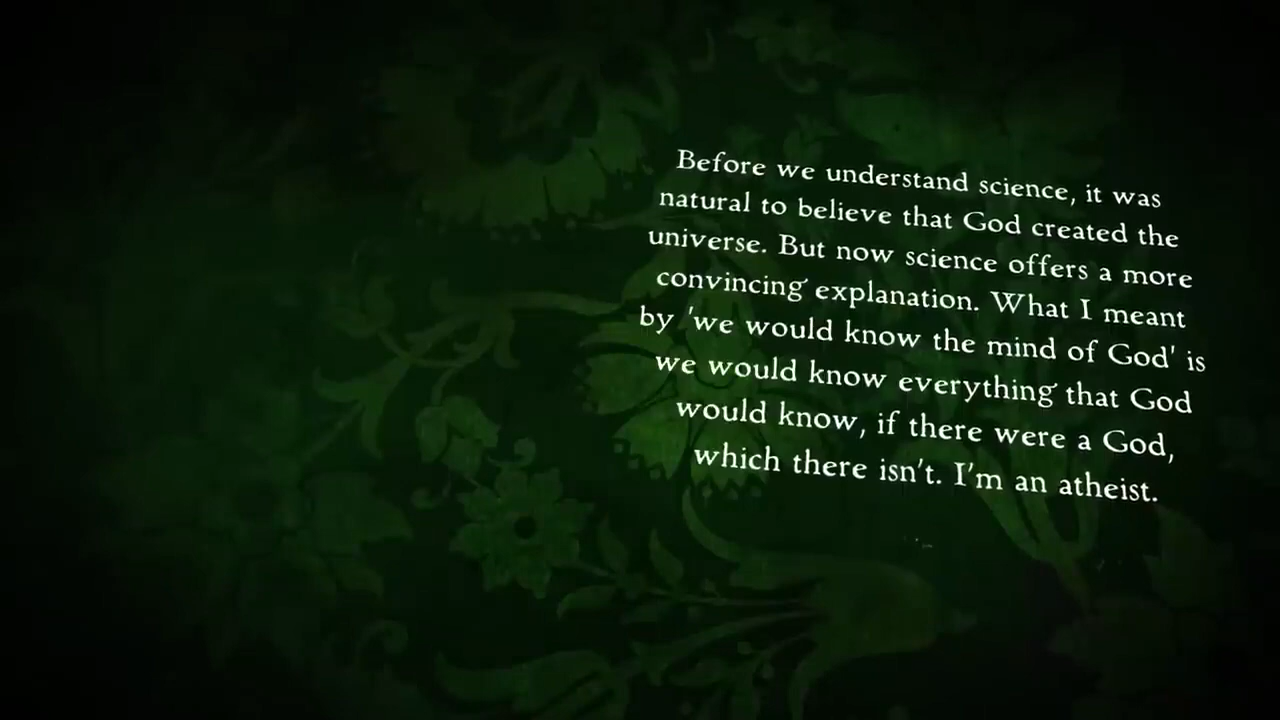 Before we understand science, it was
natural to believe that God created the
universe. But now science offers a more
convincing explanation. What I meant
by 'we would know the mind of God' is
we would know everything that God
would know, if there were a God,
which there isn't. I'm an atheist.